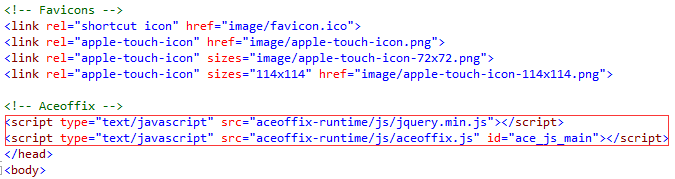 <!-- Favicons -->
<link rel="shortcut icon" href="image/favicon.ico">
<link rel="apple-touch-icon" href="image/apple-touch-icon.png">
<link rel="apple-touch-icon" sizes="image/apple-touch-icon-72x72.png">
<link rel="apple-touch-icon" sizes="114x114" href="image/apple-touch-icon-114x114.png">

<!-- Aceoffix -->
<script type="text/javascript" src="aceoffix-runtime/js/jquery.min.js"></script>
<script type="text/javascript" src="aceoffix-runtime/js/aceoffix.js" id="ace_js_main"></script>
</head>
<body>